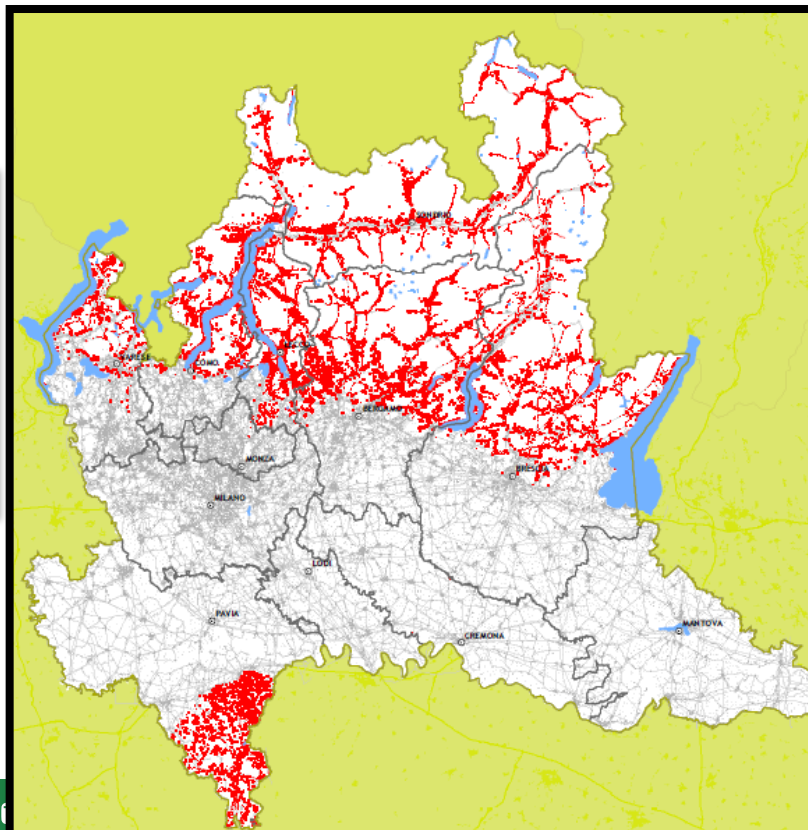 SONDRIO
LECCO
VARESE
COMO
BERGAMO
MONZA
BRESCIA
MILANO
LODI
PAVIA
MANTOVA
CREMONA